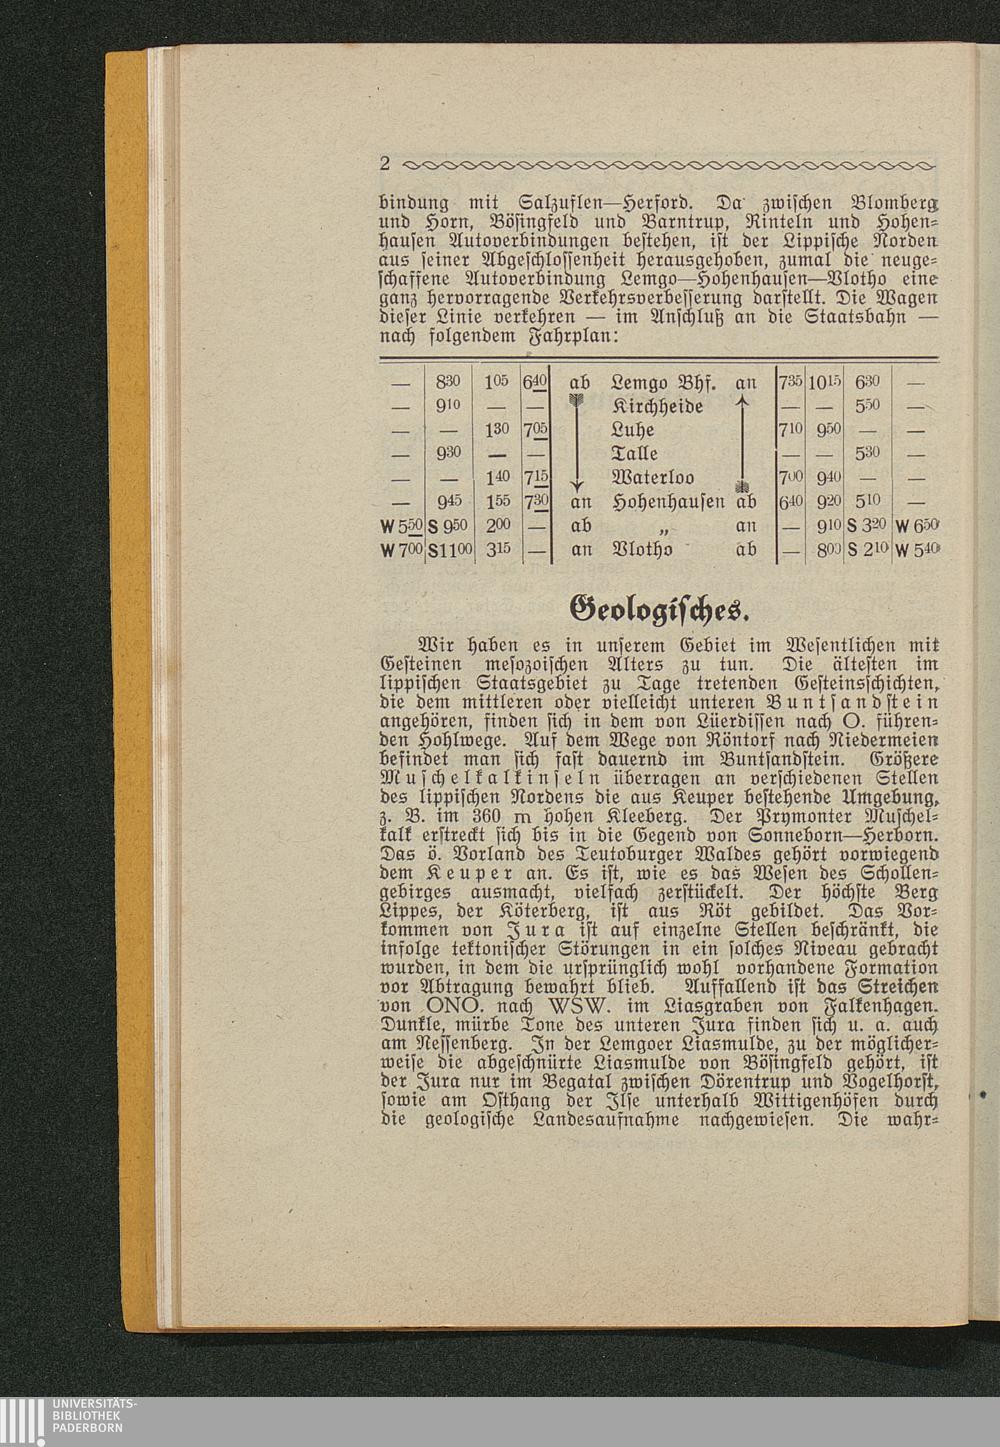 2
bindung mit Salzuflen—Herford. Da zwischen Blomberg
und Horn, Bösingfeld und Barntrup, Rinteln und Hohen-
hausen Autoverbindungen bestehen, ist der Lippische Norden
aus seiner Abgeschlossenheit herausgehoben, zumal die neuge-
schaffene Autoverbindung Lemgo—Hohenhausen—Vlotho eine
ganz hervorragende Verkehrsverbesserung darstellt. Die Wagen
dieser Linie verkehren — im Anschluß an die Staatsbahn —
nach folgendem Fahrplan:
— 830 105 640 ab Lemgo Bhf. an 735 1015 630 —
— 910 — — Kirchheide — — 550 —
— — 130 705 Luhe 710 950 — —
— 930 — — Talle — — 530 —
— — 140 715 Waterloo 700 940 — —
— 945 155 730 an Hohenhausen ab 640 920 510 —
W 550 S 950 200 — ab „ an — 910 S 320 W 650
W 700 S1100 315 — an Vlotho ab — 800 S 210 W 540
Geologisches.
Wir haben es in unserem Gebiet im Wesentlichen mit
Gesteinen mesozoischen Alters zu tun. Die ältesten im
lippischen Staatsgebiet zu Tage tretenden Gesteinsschichten,
die dem mittleren oder vielleicht unteren Buntsandstein
angehören, finden sich in dem von Lüerdissen nach O. führen-
den Hohlwege. Auf dem Wege von Röntorf nach Niedermeien
befindet man sich fast dauernd im Buntsandstein. Größere
Muschelkalkinseln überragen an verschiedenen Stellen
des lippischen Nordens die aus Keuper bestehende Umgebung,
z. B. im 360 m hohen Kleeberg. Der Prymonter Muschel-
kalk erstreckt sich bis in die Gegend von Sonneborn—Herborn.
Das ö. Vorland des Teutoburger Waldes gehört vorwiegend
dem Keuper an. Es ist, wie es das Wesen des Schollen-
gebirges ausmacht, vielfach zerstückelt. Der höchste Berg
Lippes, der Köterberg, ist aus Röt gebildet. Das Vor-
kommen von Jura ist auf einzelne Stellen beschränkt, die
infolge tektonischer Störungen in ein solches Niveau gebracht
wurden, in dem die ursprünglich wohl vorhandene Formation
vor Abtragung bewahrt blieb. Auffallend ist das Streichen
von ONO. nach WSW. im Liasgraben von Falkenhagen.
Dunkle, mürbe Tone des unteren Jura finden sich u. a. auch
am Nessenberg. In der Lemgoer Liasmulde, zu der möglicher-
weise die abgeschnürte Liasmulde von Bösingfeld gehört, ist
der Jura nur im Begatal zwischen Dörentrup und Vogelhorst,
sowie am Osthang der Ilse unterhalb Wittigenhöfen durch
die geologische Landesaufnahme nachgewiesen. Die wahr-
UNIVERSITÄTS-
BIBLIOTHEK
PADERBORN